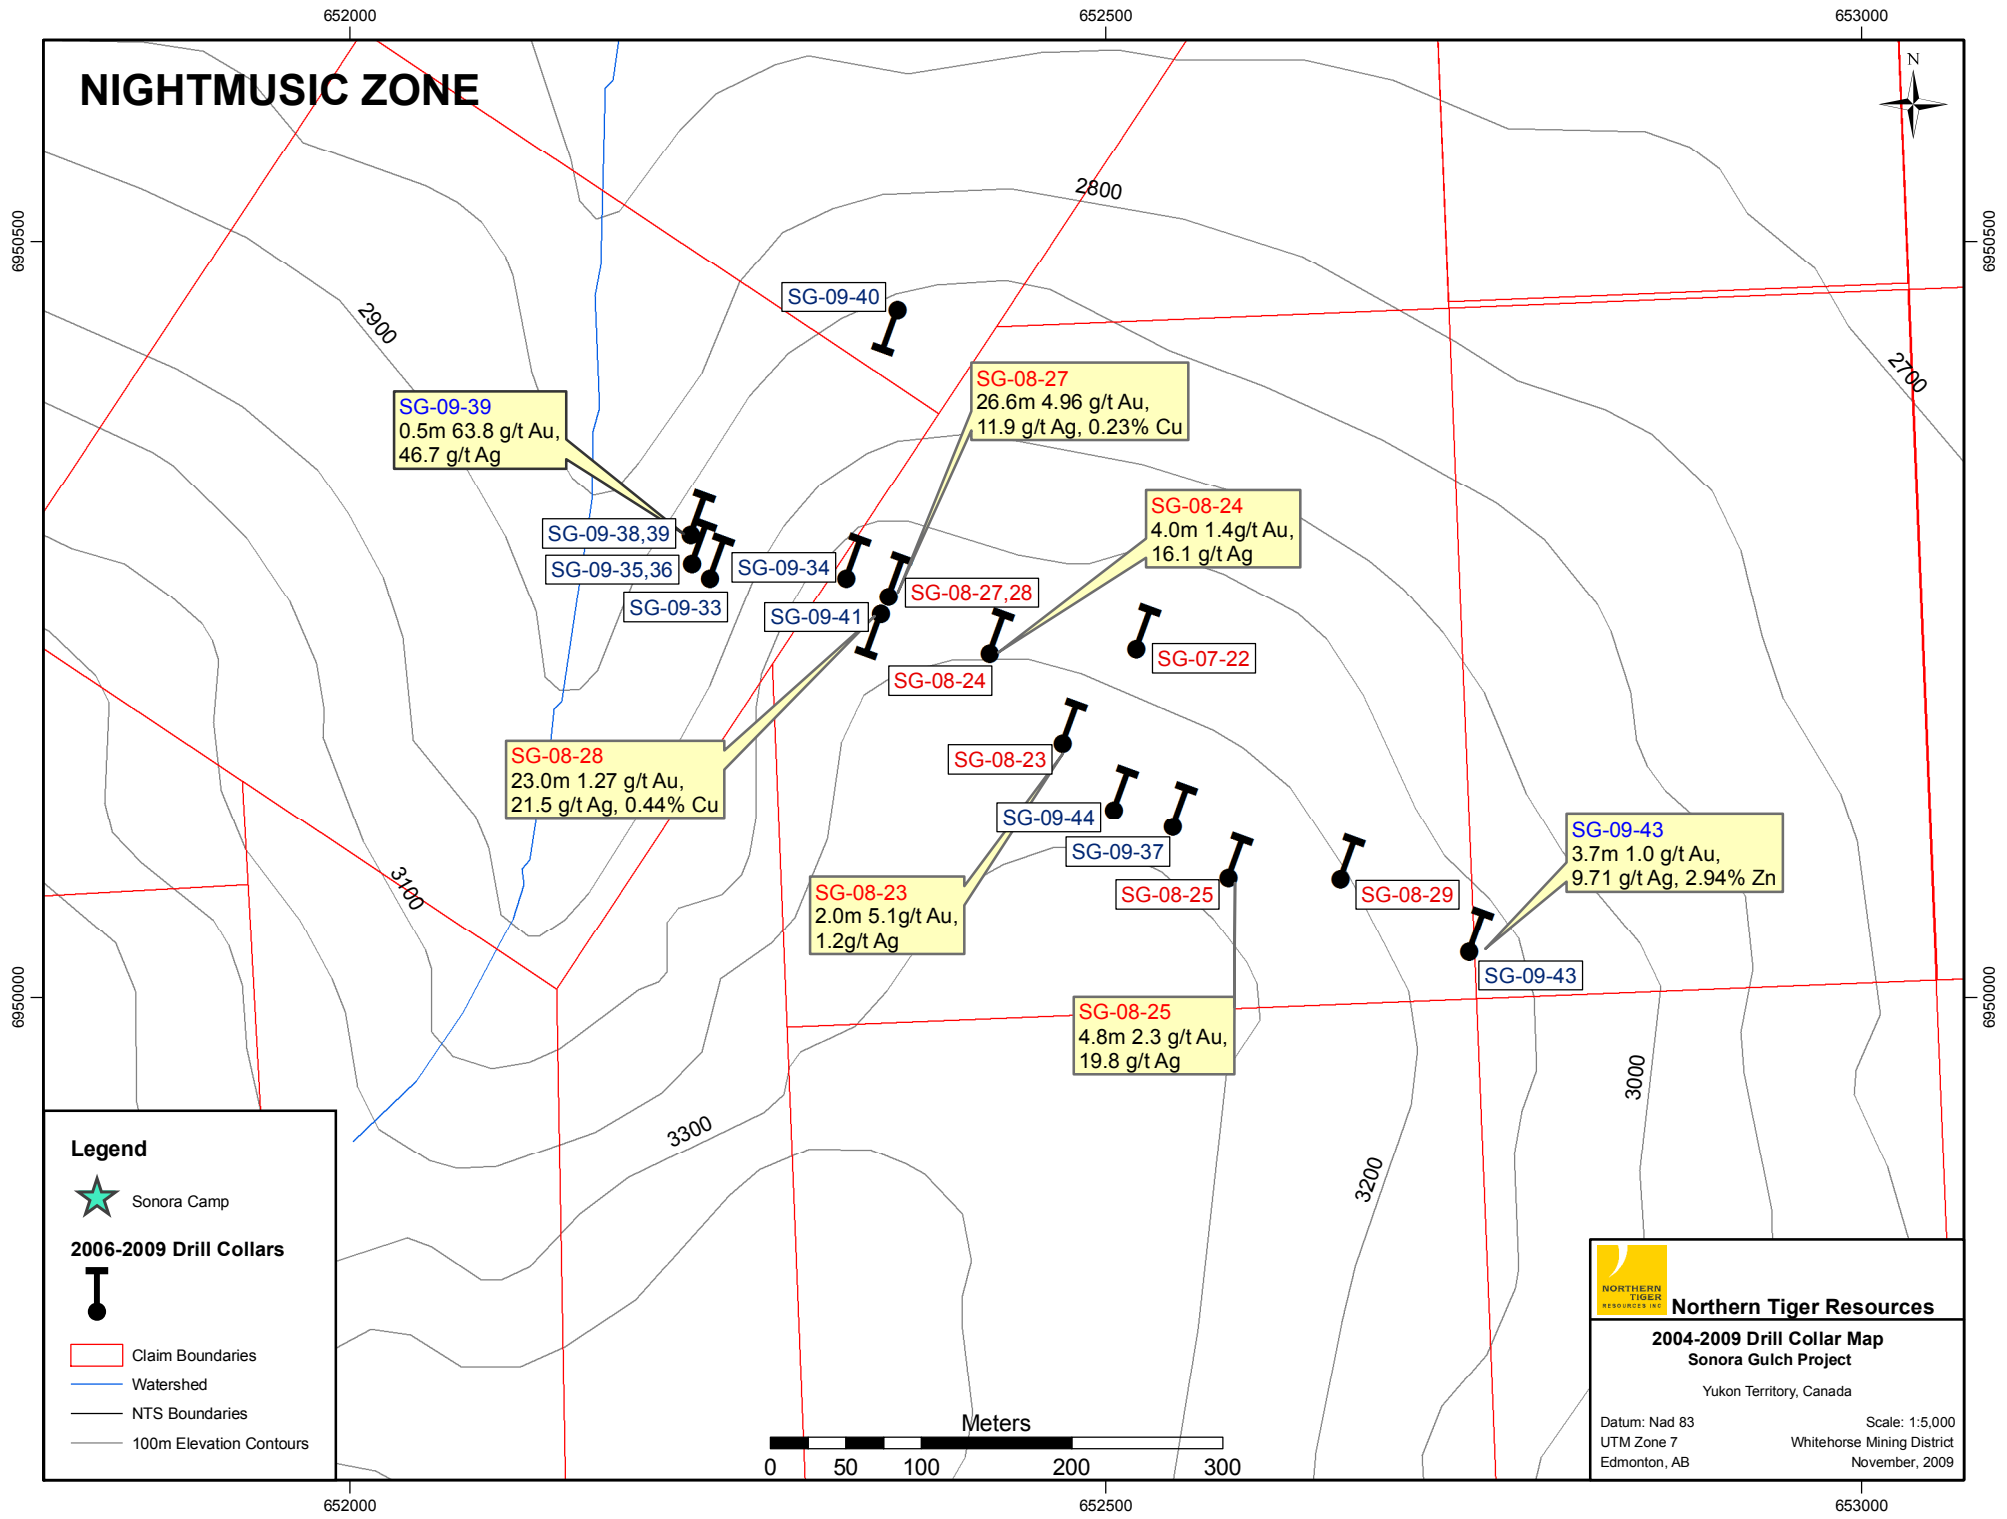 652000
652500
653000
NIGHTMUSIC ZONE
N
2800
6950500
6950500
SG-09-40
2900
2700
SG-08-27
26.6m 4.96 g/t Au,
11.9 g/t Ag, 0.23% Cu
SG-09-39
0.5m 63.8 g/t Au,
46.7 g/t Ag
SG-08-24
4.0m 1.4g/t Au,
16.1 g/t Ag
SG-09-38,39
SG-09-35,36
SG-09-34
SG-08-27,28
SG-09-33
SG-09-41
SG-07-22
SG-08-24
SG-08-28
23.0m 1.27 g/t Au,
21.5 g/t Ag, 0.44% Cu
SG-08-23
SG-09-44
SG-09-37
SG-09-43
3.7m 1.0 g/t Au,
9.71 g/t Ag, 2.94% Zn
3100
SG-08-23
2.0m 5.1g/t Au,
1.2g/t Ag
SG-08-25
SG-08-29
SG-09-43
6950000
6950000
SG-08-25
4.8m 2.3 g/t Au,
19.8 g/t Ag
3000
3300
3200
Legend
Sonora Camp
2006-2009 Drill Collars
Claim Boundaries
Watershed
NTS Boundaries
100m Elevation Contours
Meters
0 50 100 200 300
NORTHERN
TIGER
RESOURCES INC
Northern Tiger Resources
2004-2009 Drill Collar Map
Sonora Gulch Project
Yukon Territory, Canada
Datum: Nad 83 Scale: 1:5,000
UTM Zone 7 Whitehorse Mining District
Edmonton, AB November, 2009
652000
652500
653000